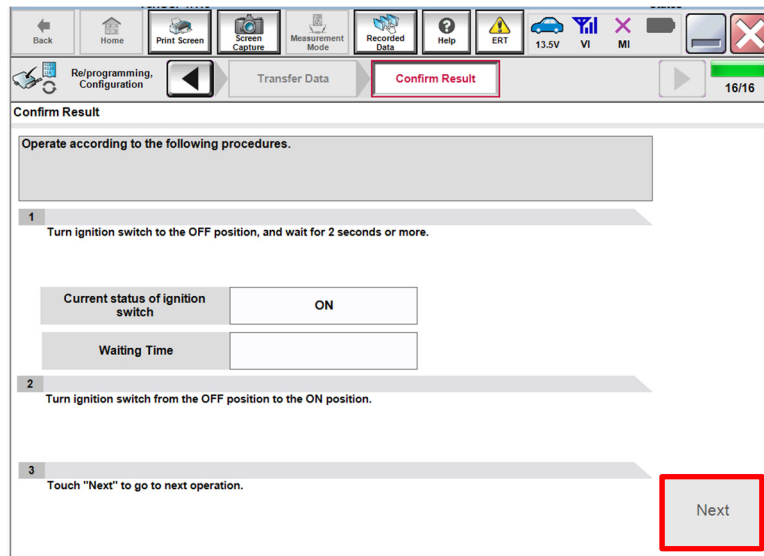 Back
Home
Print Screen
Screen
Capture
Measurement
Mode
Recorded
Data
Help
ERT
13.5V
VI
MI
Re/programming,
Configuration
Transfer Data
Confirm Result
16/16
Confirm Result
Operate according to the following procedures.
1
Turn ignition switch to the OFF position, and wait for 2 seconds or more.
Current status of ignition
switch
ON
Waiting Time
2
Turn ignition switch from the OFF position to the ON position.
3
Touch "Next" to go to next operation.
Next